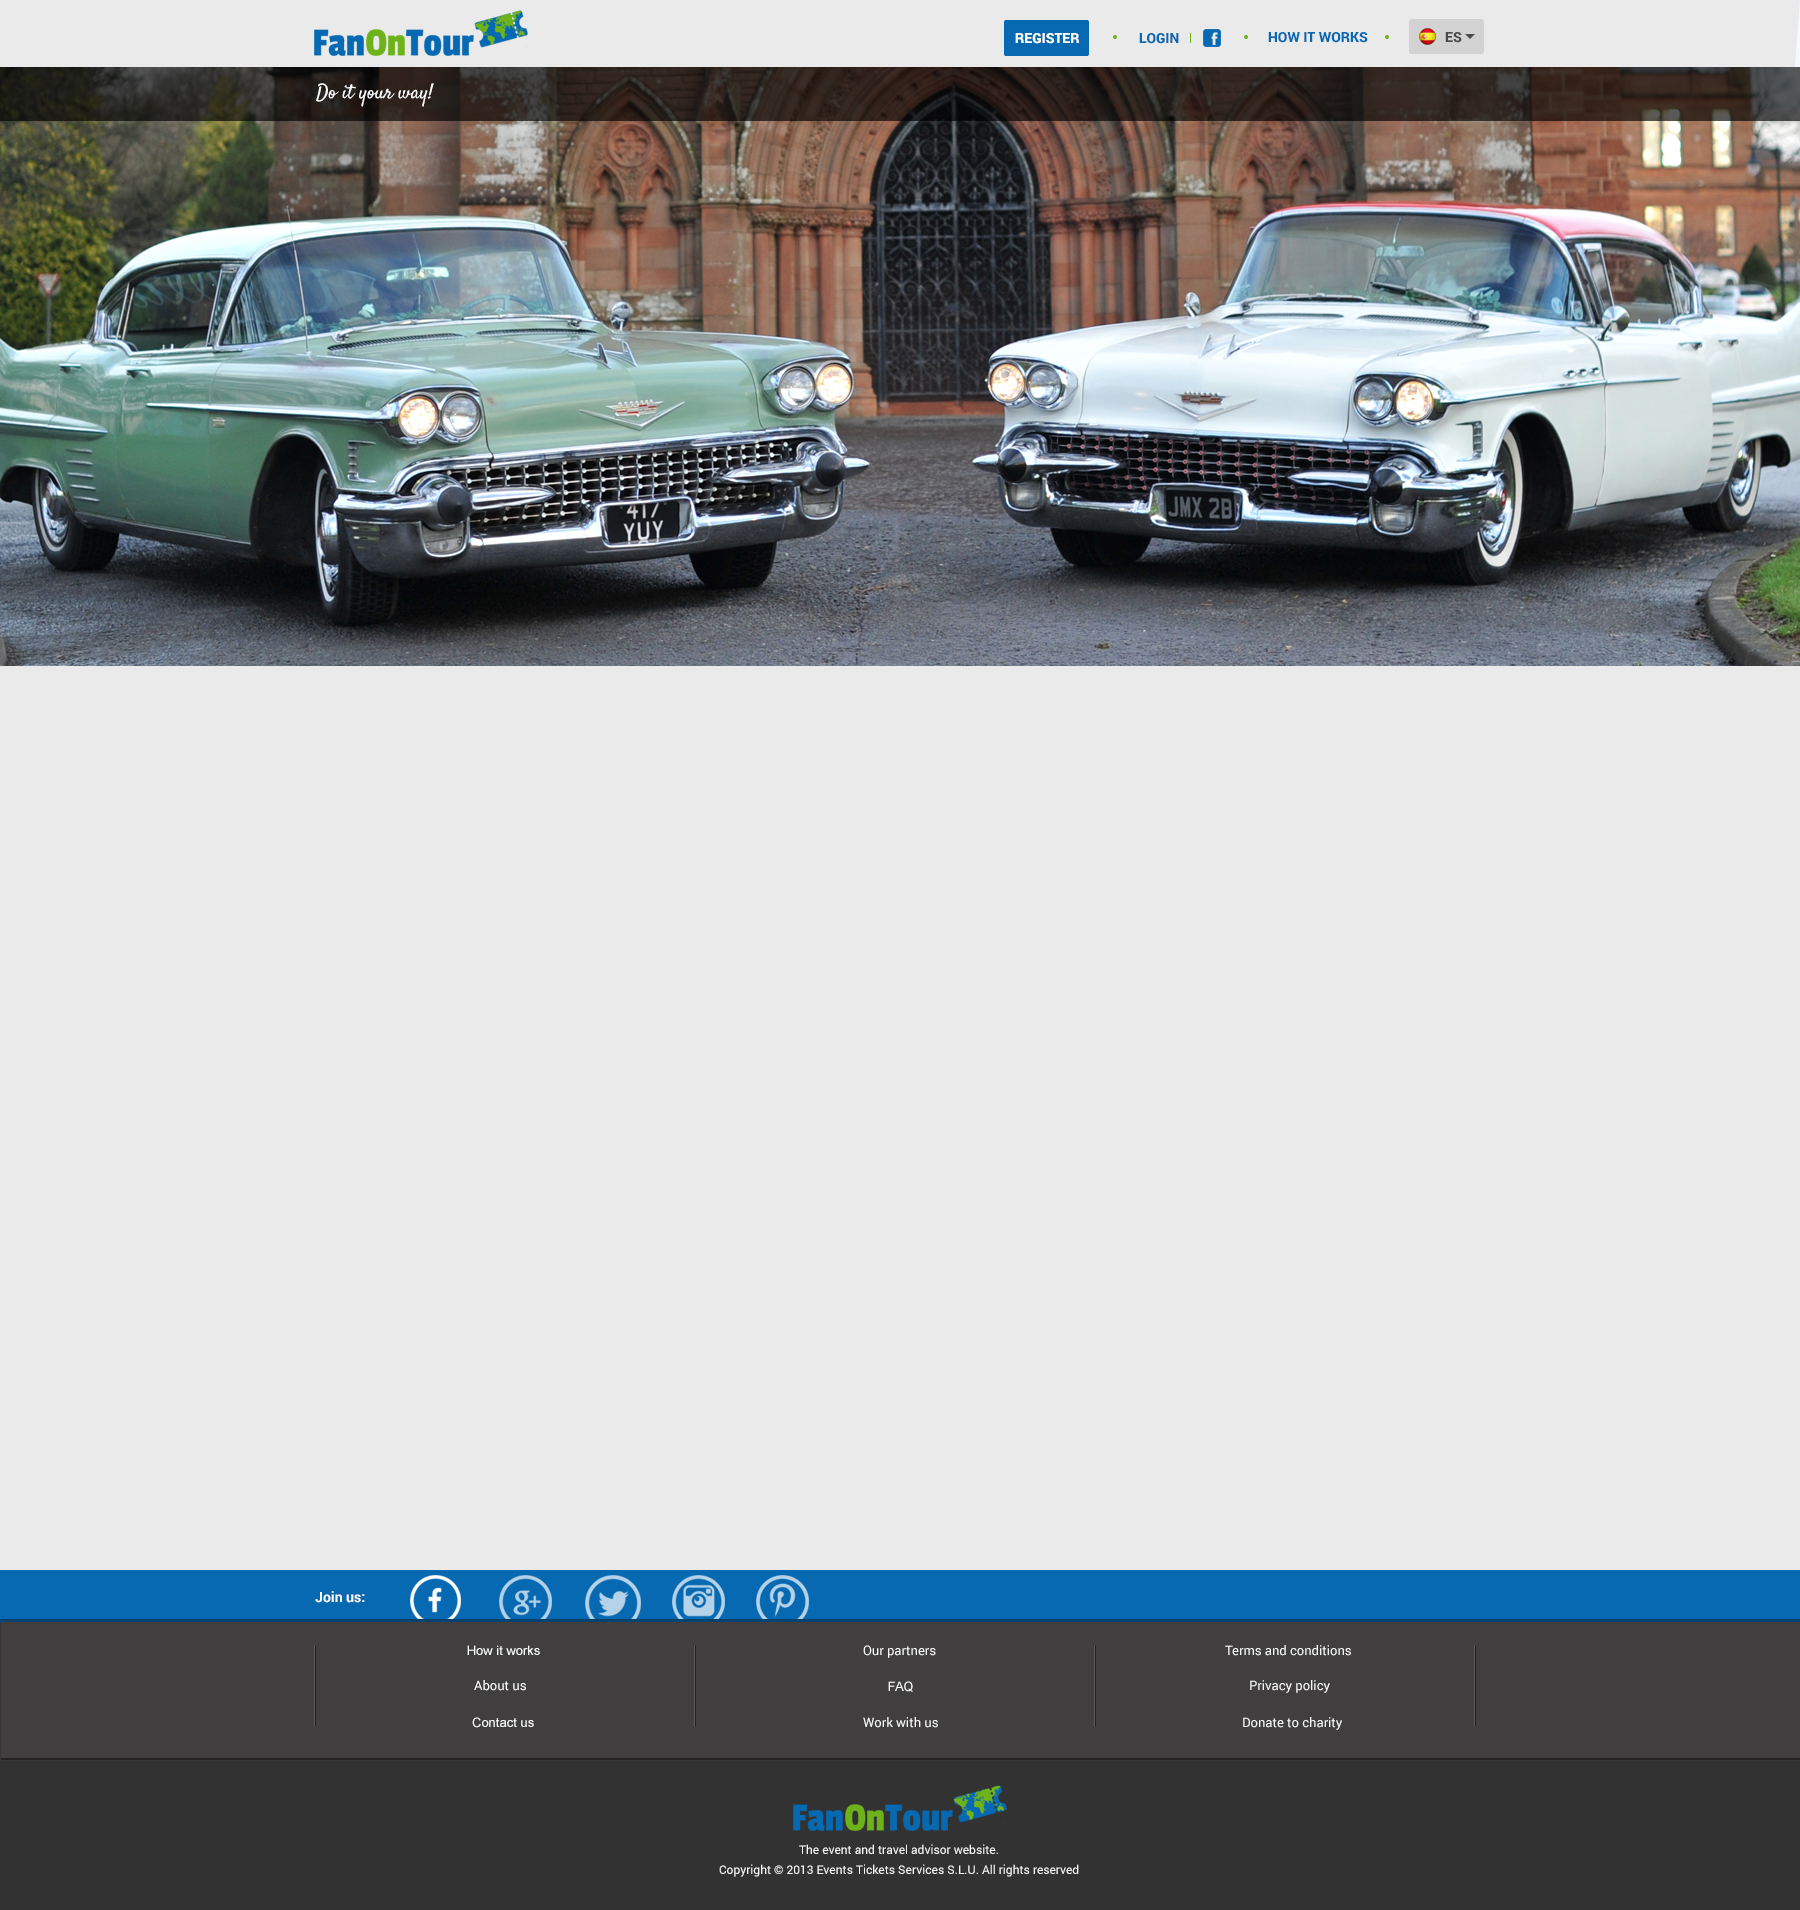 FanOnTour
REGISTER
LOGIN
HOW IT WORKS
ES
Do it your way!
417
YUY
JMX 2B
Join us:
How it works
Our partners
Terms and conditions
About us
FAQ
Privacy policy
Contact us
Work with us
Donate to charity
FanOnTour
The event and travel advisor website.
Copyright © 2013 Events Tickets Services S.L.U. All rights reserved